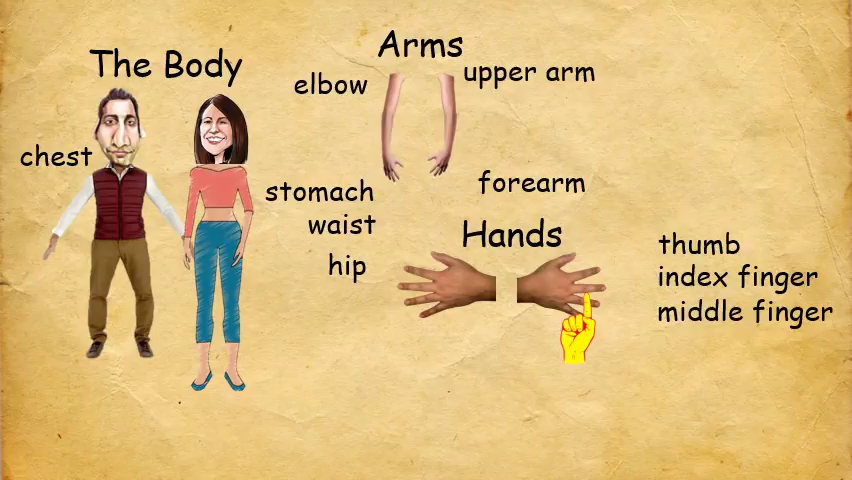 The Body
chest
stomach
waist
hip
Arms
elbow
upper arm
forearm
Hands
thumb
index finger
middle finger